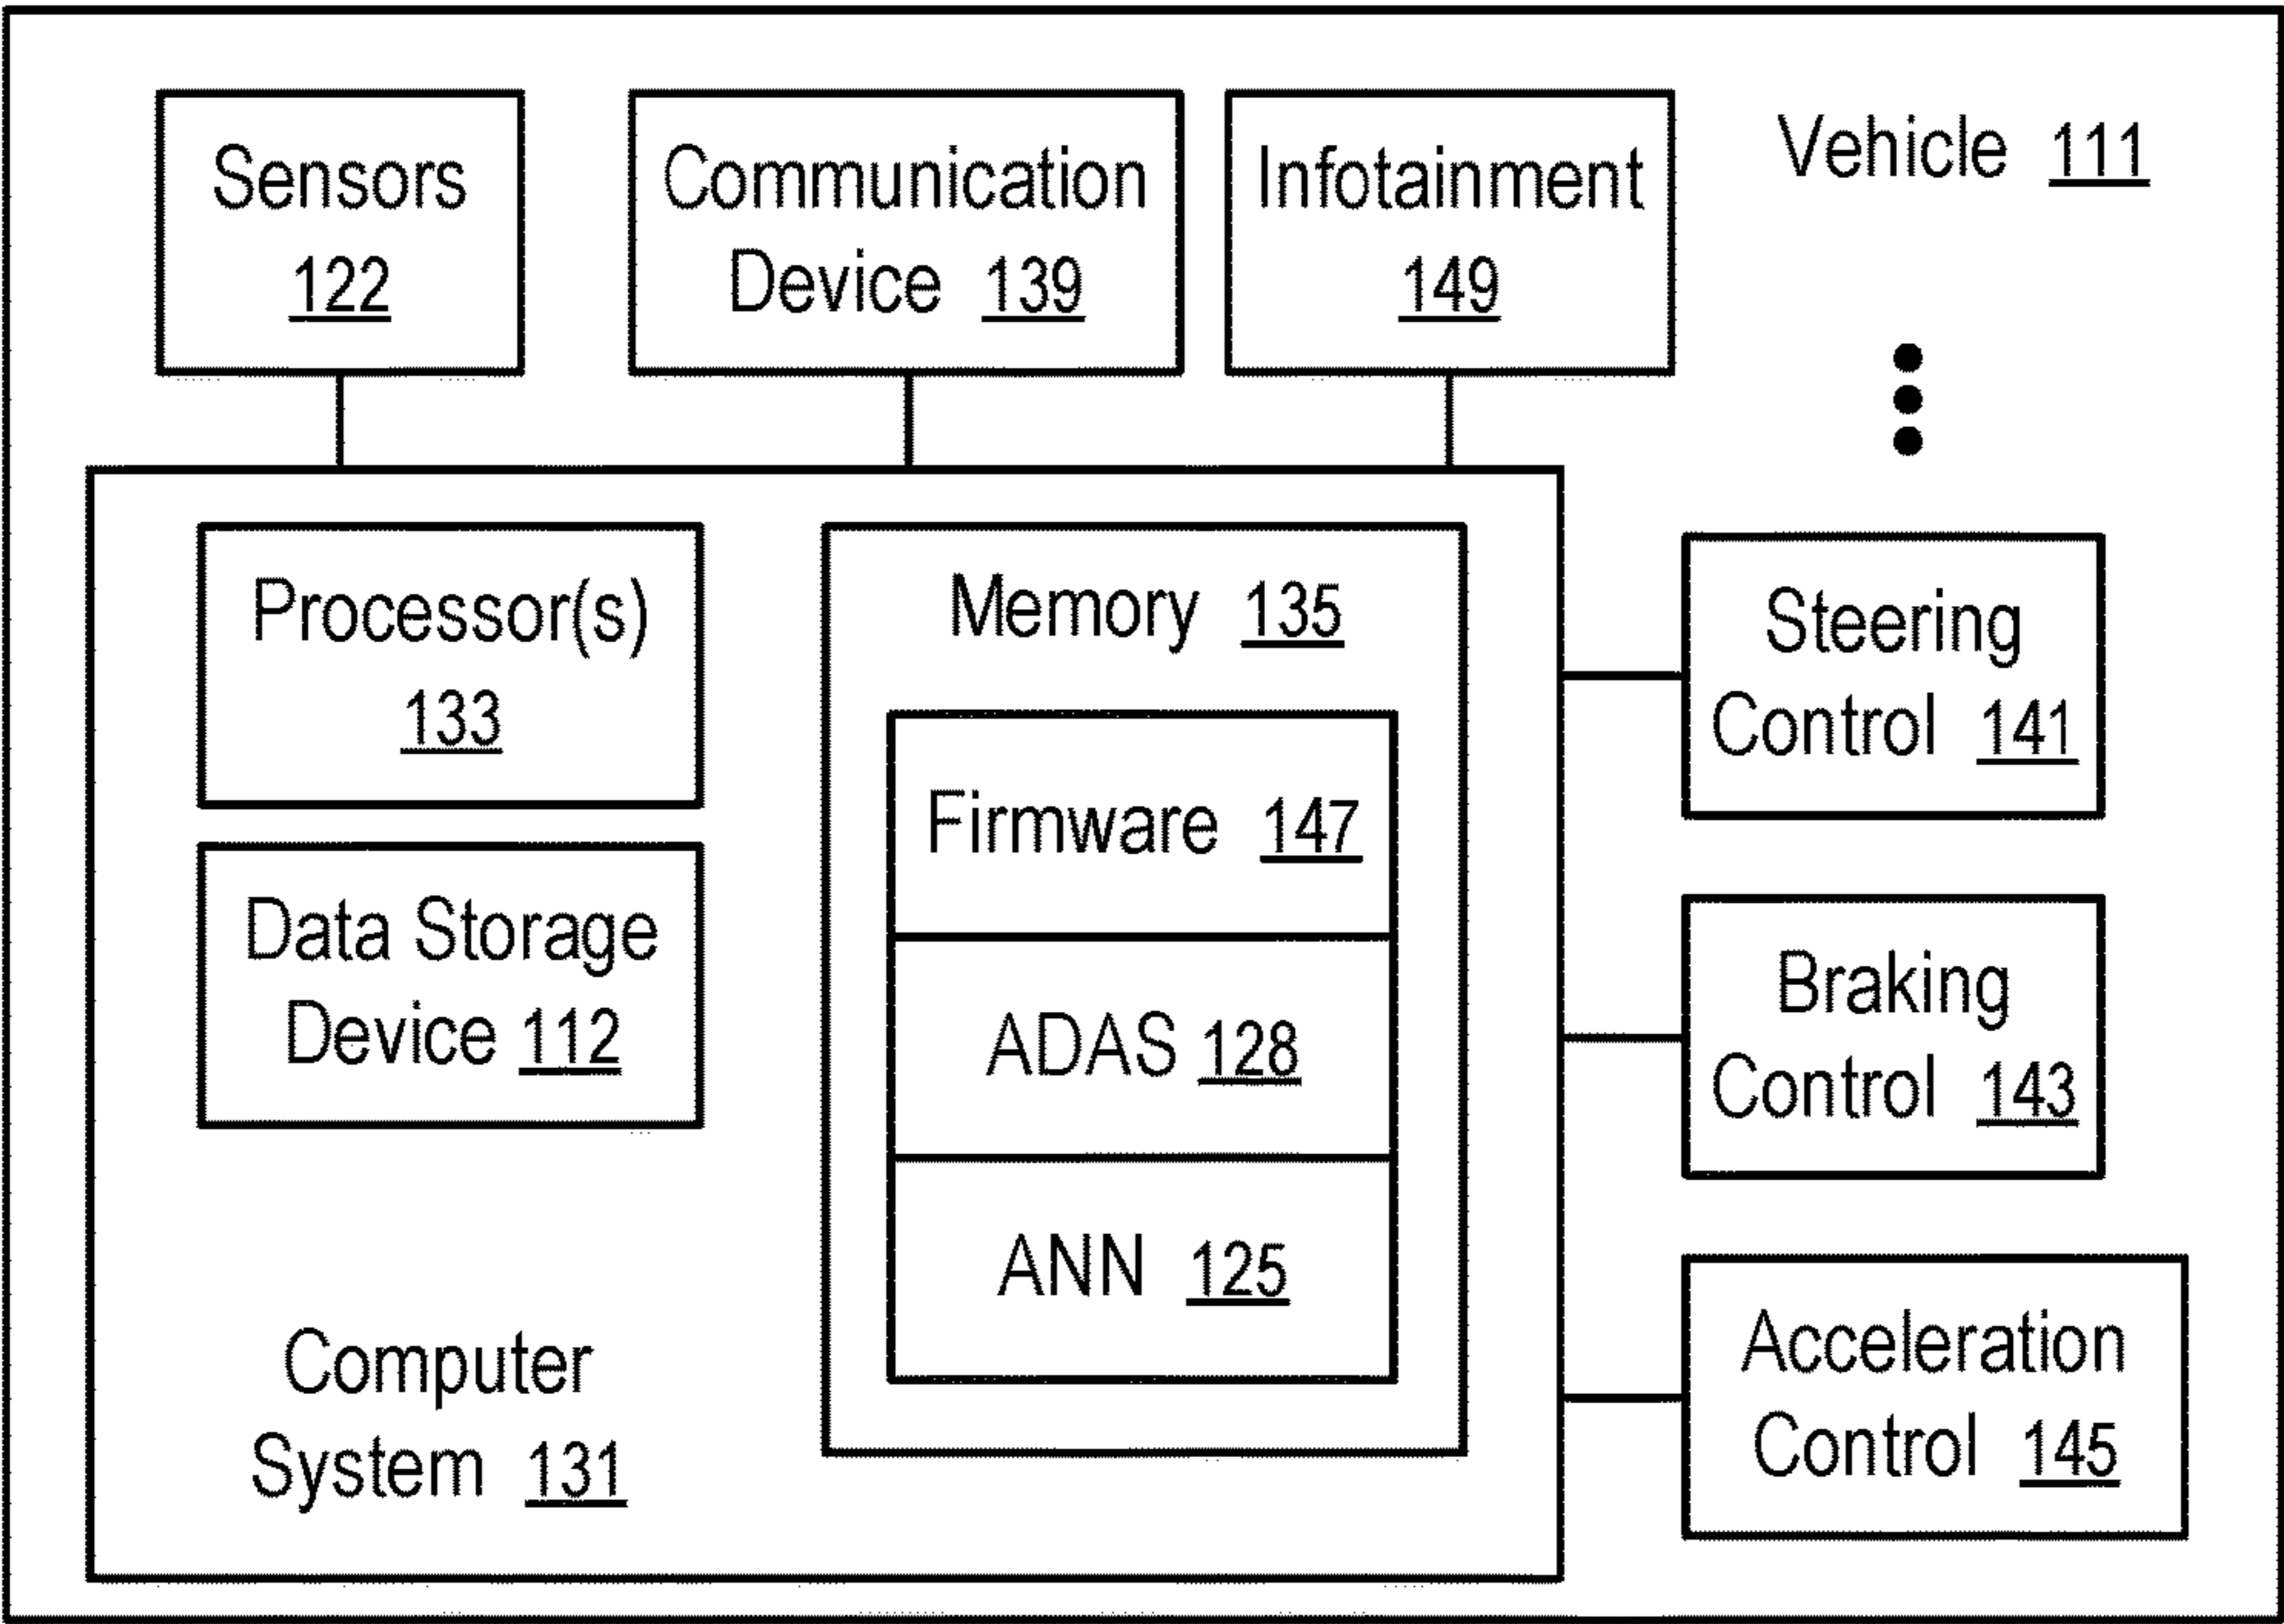 Sensors
122
Communication
Device 139
Infotainment
149
Vehicle 111
Processor(s)
133
Data Storage
Device 112
Computer
System 131
Memory 135
Firmware 147
ADAS 128
ANN 125
Steering
Control 141
Braking
Control 143
Acceleration
Control 145